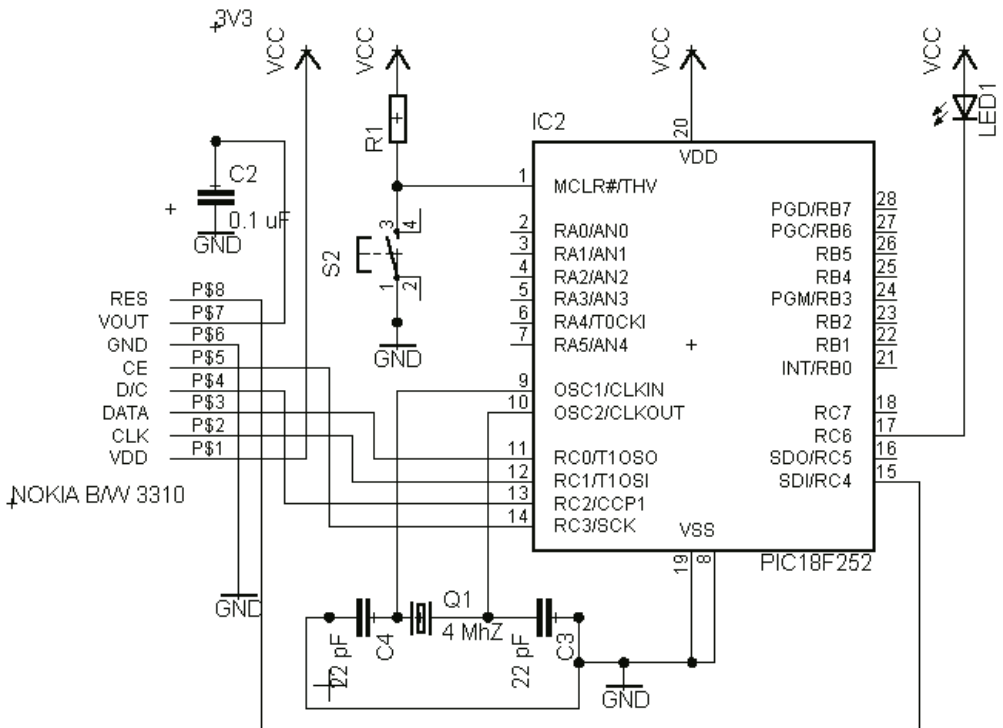 3V3
VCC
VCC
VCC
VCC
LED1
R1
IC2
20
VDD
1 MCLR#/THV
2 RA0/AN0
3 RA1/AN1
4 RA2/AN2
5 RA3/AN3
6 RA4/T0CKI
7 RA5/AN4
9 OSC1/CLKIN
10 OSC2/CLKOUT
11 RC0/T1OSO
12 RC1/T1OSI
13 RC2/CCP1
14 RC3/SCK
PGD/RB7 28
PGC/RB6 27
RB5 26
RB4 25
PGM/RB3 24
RB2 23
RB1 22
INT/RB0 21
RC7 18
RC6 17
SDO/RC5 16
SDI/RC4 15
VSS
19
8
PIC18F252
C2
0.1 uF
GND
S2
3
4
1
2
GND
RES P$8
VOUT P$7
GND P$6
CE P$5
D/C P$4
DATA P$3
CLK P$2
VDD P$1
NOKIA B/W 3310
GND
22 pF
C4
Q1
4 MhZ
22 pF
C3
GND